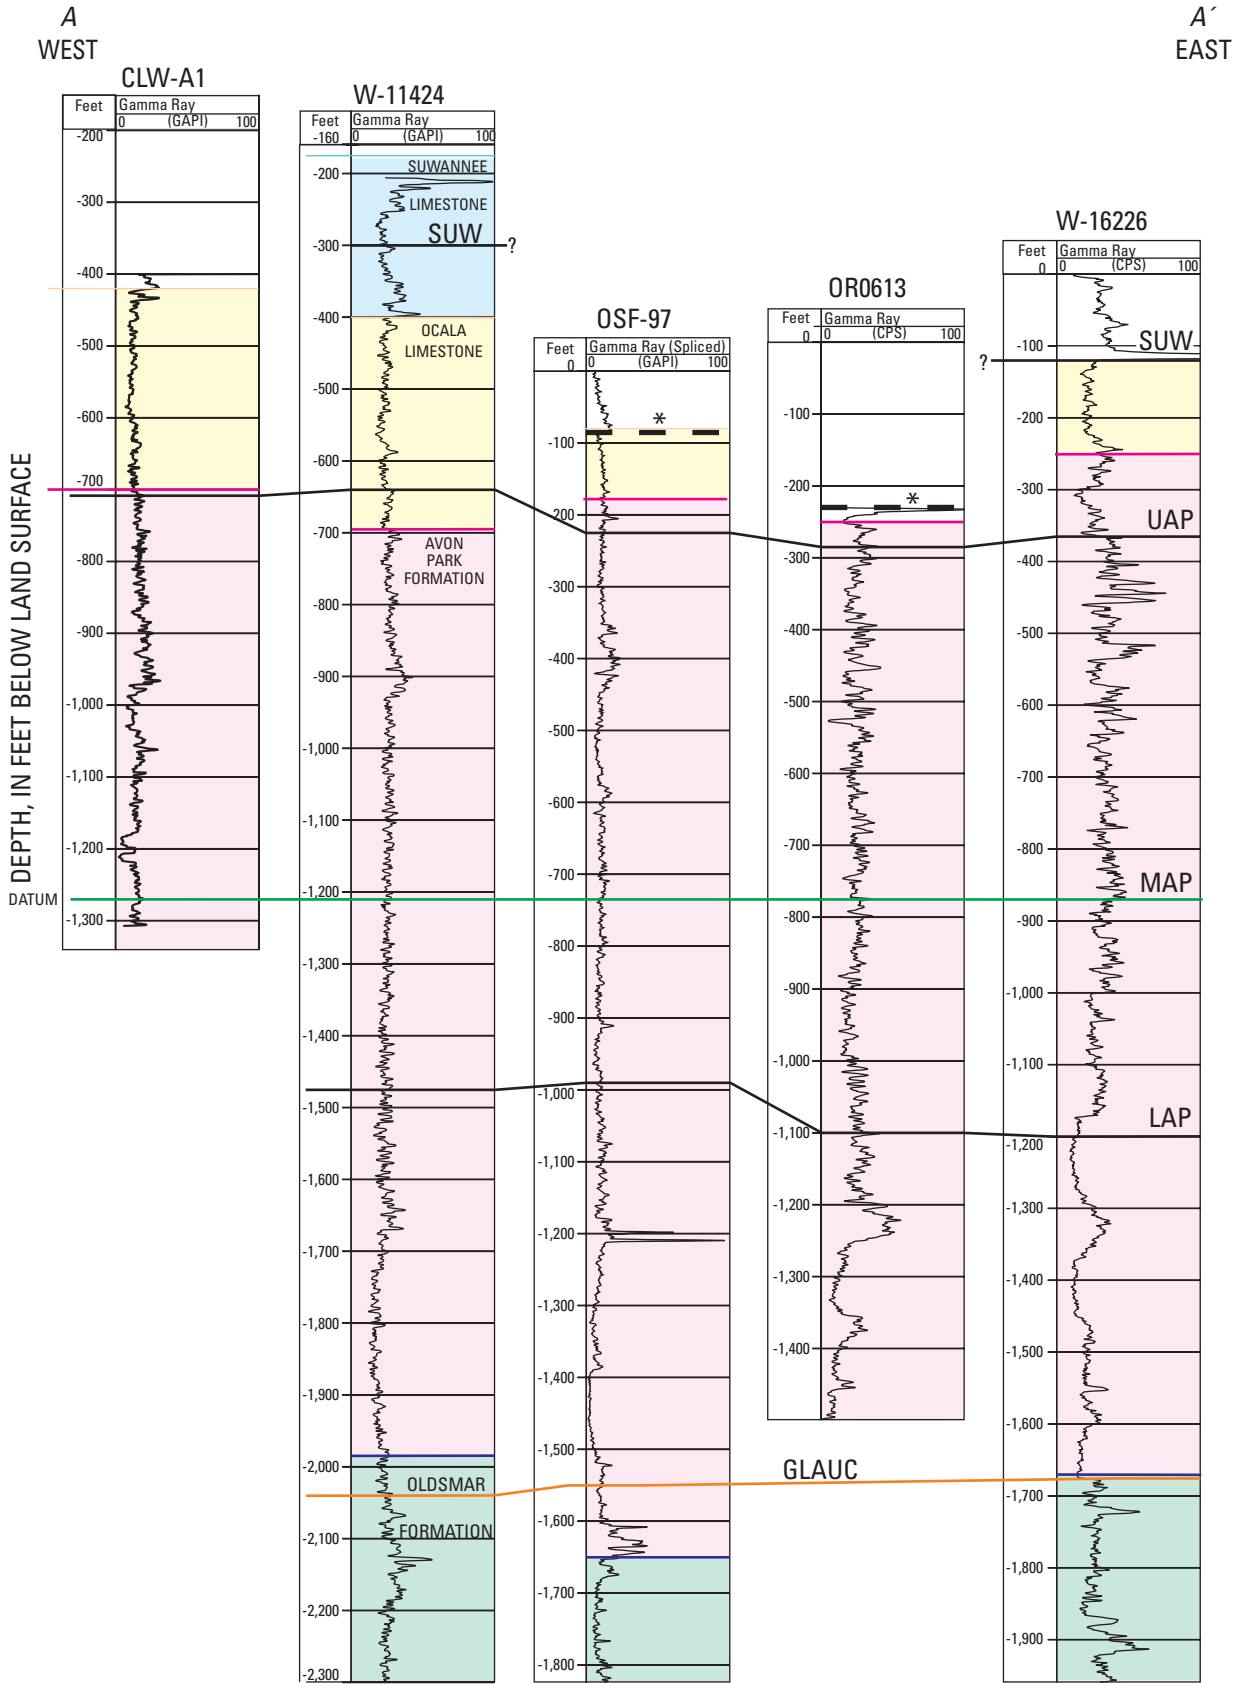 A
WEST
A´
EAST
CLW-A1
Feet
Gamma Ray
0 (GAPI) 100
-200
-300
-400
-500
-600
-700
-800
-900
-1,000
-1,100
-1,200
-1,300
W-11424
Feet
Gamma Ray
-160
0 (GAPI) 100
SUWANNEE
-200
LIMESTONE
SUW
-300
?
-400
OCALA
LIMESTONE
-500
-600
-700
AVON
PARK
FORMATION
-800
-900
-1,000
-1,100
-1,200
-1,300
-1,400
-1,500
-1,600
-1,700
-1,800
-1,900
-2,000
OLDSMAR
FORMATION
-2,100
-2,200
-2,300
OSF-97
Feet
Gamma Ray (Spliced)
0
0 (GAPI) 100
*
-100
-200
-300
-400
-500
-600
-700
-800
-900
-1,000
-1,100
-1,200
-1,300
-1,400
-1,500
-1,600
-1,700
-1,800
OR0613
Feet
Gamma Ray
0
0 (CPS) 100
-100
-200
*
-300
-400
-500
-600
-700
-800
-900
-1,000
-1,100
-1,200
-1,300
-1,400
GLAUC
W-16226
Feet
Gamma Ray
0
0 (CPS) 100
-100
SUW
?
-200
-300
UAP
-400
-500
-600
-700
-800
MAP
-900
-1,000
-1,100
LAP
-1,200
-1,300
-1,400
-1,500
-1,600
-1,700
-1,800
-1,900
DEPTH, IN FEET BELOW LAND SURFACE
DATUM